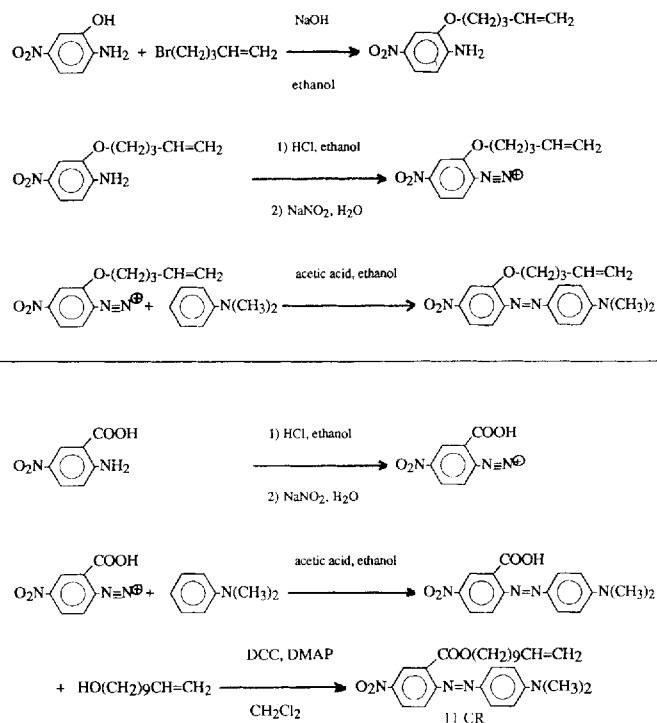 OH
O₂N NH₂ + Br(CH₂)₃CH=CH₂ NaOH ethanol O₂N O-(CH₂)₃-CH=CH₂ NH₂
O-(CH₂)₃-CH=CH₂
O₂N NH₂ 1) HCl, ethanol 2) NaNO₂, H₂O O-(CH₂)₃-CH=CH₂ O₂N N≡N⊕
O-(CH₂)₃-CH=CH₂
O₂N N≡N⊕ + N(CH₃)₂ acetic acid, ethanol O-(CH₂)₃-CH=CH₂ O₂N N=N N(CH₃)₂
COOH
O₂N NH₂ 1) HCl, ethanol 2) NaNO₂, H₂O COOH O₂N N≡N⊖
COOH
O₂N N≡N⊕ + N(CH₃)₂ acetic acid, ethanol COOH O₂N N=N N(CH₃)₂
+ HO(CH₂)₉CH=CH₂ DCC, DMAP CH₂Cl₂ COO(CH₂)₉CH=CH₂ O₂N N=N N(CH₃)₂
11 CR